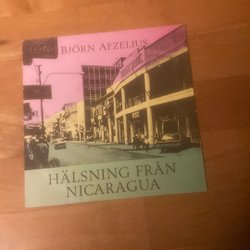 BJÖRN AFZELIUS
HÄLSNING FRÅN
NICARAGUA